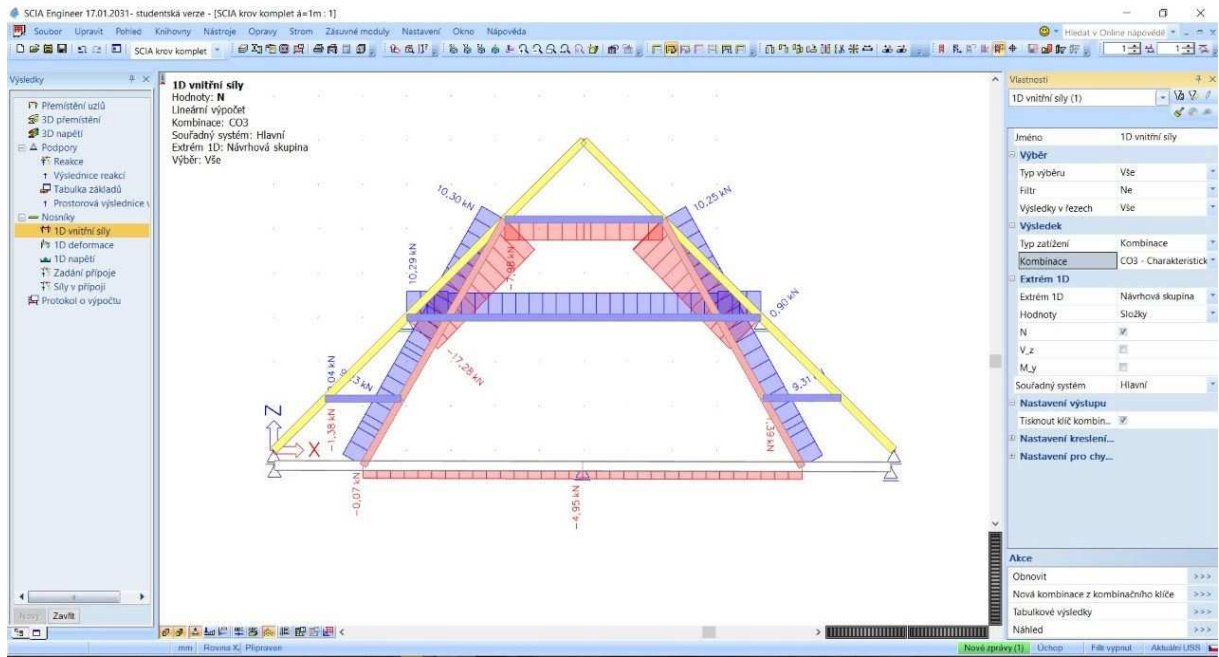 SCIA Engineer 17.01.2031- studentská verze - [SCIA krov komplet á=1m : 1]
Soubor Upravit Pohled Knihovny Nástroje Opravy Strom Zásuvné moduly Nastavení Okno Nápověda
Hledat v Online nápovědě
SCIA krov komplet
Výsledky
Přemístění uzlů
3D přemístění
3D napětí
Podpory
Reakce
Výslednice reakcí
Tabulka základů
Prostorová výslednice
Nosníky
1D vnitřní síly
1D deformace
1D napětí
Zadání přípoje
Síly v přípoji
Protokol o výpočtu
Zavřít
1D vnitřní síly
Hodnoty: N
Lineární výpočet
Kombinace: CO3
Souřadný systém: Hlavní
Extrém 1D: Návrhová skupina
Výběr: Vše
10,30 kN
10,25 kN
10,29 kN
-7,98 kN
0,90 kN
-17,28 kN
9,31
-1,38 kN
Z
X
-0,07 kN
-4,95 kN
Vlastnosti
1D vnitřní síly (1)
Jméno 1D vnitřní síly
Výběr
Typ výběru Vše
Filtr Ne
Výsledky v řezech Vše
Výsledek
Typ zatížení Kombinace
Kombinace CO3 - Charakteristick
Extrém 1D
Extrém 1D Návrhová skupina
Hodnoty Složky
N
V_z
M_y
Souřadný systém Hlavní
Nastavení výstupu
Tisknout klíč kombin...
Nastavení kreslení...
Nastavení pro chy...
Akce
Obnovit >>>
Nová kombinace z kombinačního klíče >>>
Tabulkové výsledky >>>
Náhled >>>
mm Rovina X Připraven Nové zprávy (1) Úchop Filtr vypnut Aktuální USS